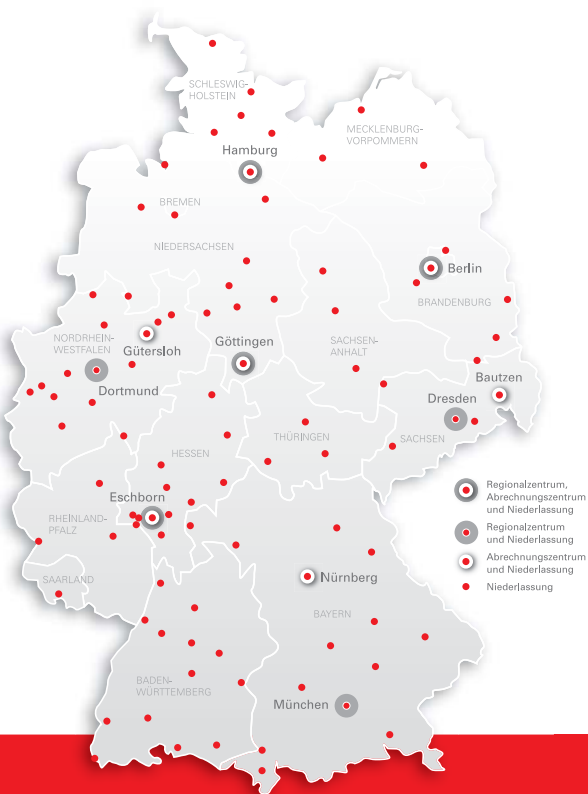 SCHLESWIG-
HOLSTEIN
MECKLENBURG-
VORPOMMERN
Hamburg
BREMEN
NIEDERSACHSEN
Berlin
BRANDENBURG
NORDRHEIN-
WESTFALEN
Gütersloh
Göttingen
SACHSEN-
ANHALT
Dortmund
Bautzen
Dresden
HESSEN
THÜRINGEN
SACHSEN
Eschborn
RHEINLAND-
PFALZ
Regionalzentrum,
Abrechnungszentrum
und Niederlassung
Regionalzentrum
und Niederlassung
Abrechnungszentrum
und Niederlassung
Niederlassung
SAARLAND
Nürnberg
BAYERN
BADEN-
WÜRTTEMBERG
München